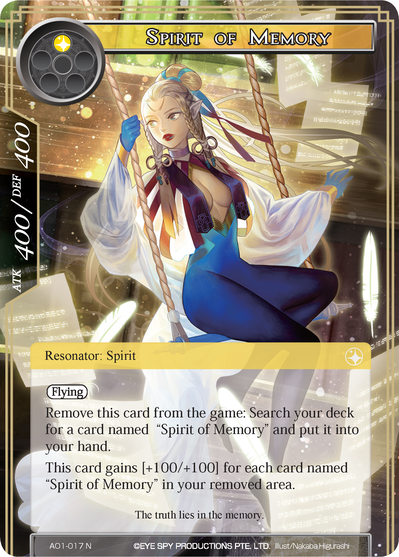 Spirit of Memory
ATK 400/DEF 400
Resonator: Spirit
Flying
Remove this card from the game: Search your deck
for a card named “Spirit of Memory” and put it into
your hand.
This card gains [+100/+100] for each card named
“Spirit of Memory” in your removed area.
The truth lies in the memory.
AO1-017 N ©EYE SPY PRODUCTIONS PTE. LTD. Illust/Nakaba Higurashi